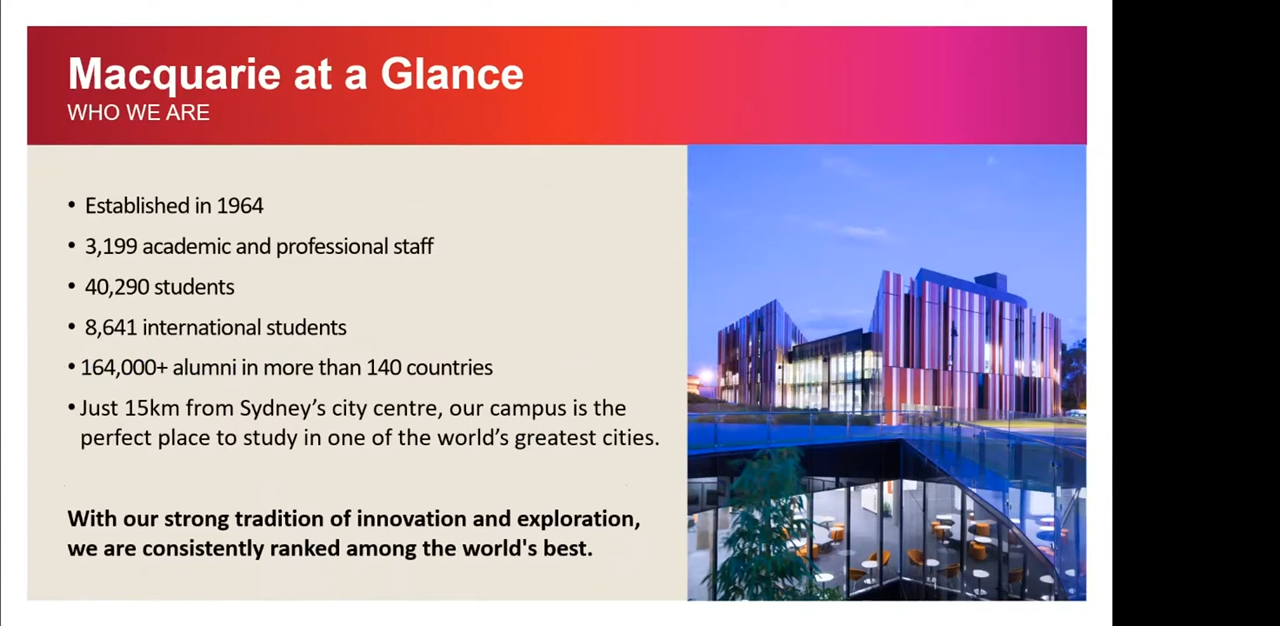 Macquarie at a Glance
WHO WE ARE
• Established in 1964
• 3,199 academic and professional staff
• 40,290 students
• 8,641 international students
• 164,000+ alumni in more than 140 countries
• Just 15km from Sydney’s city centre, our campus is the
perfect place to study in one of the world’s greatest cities.
With our strong tradition of innovation and exploration,
we are consistently ranked among the world's best.